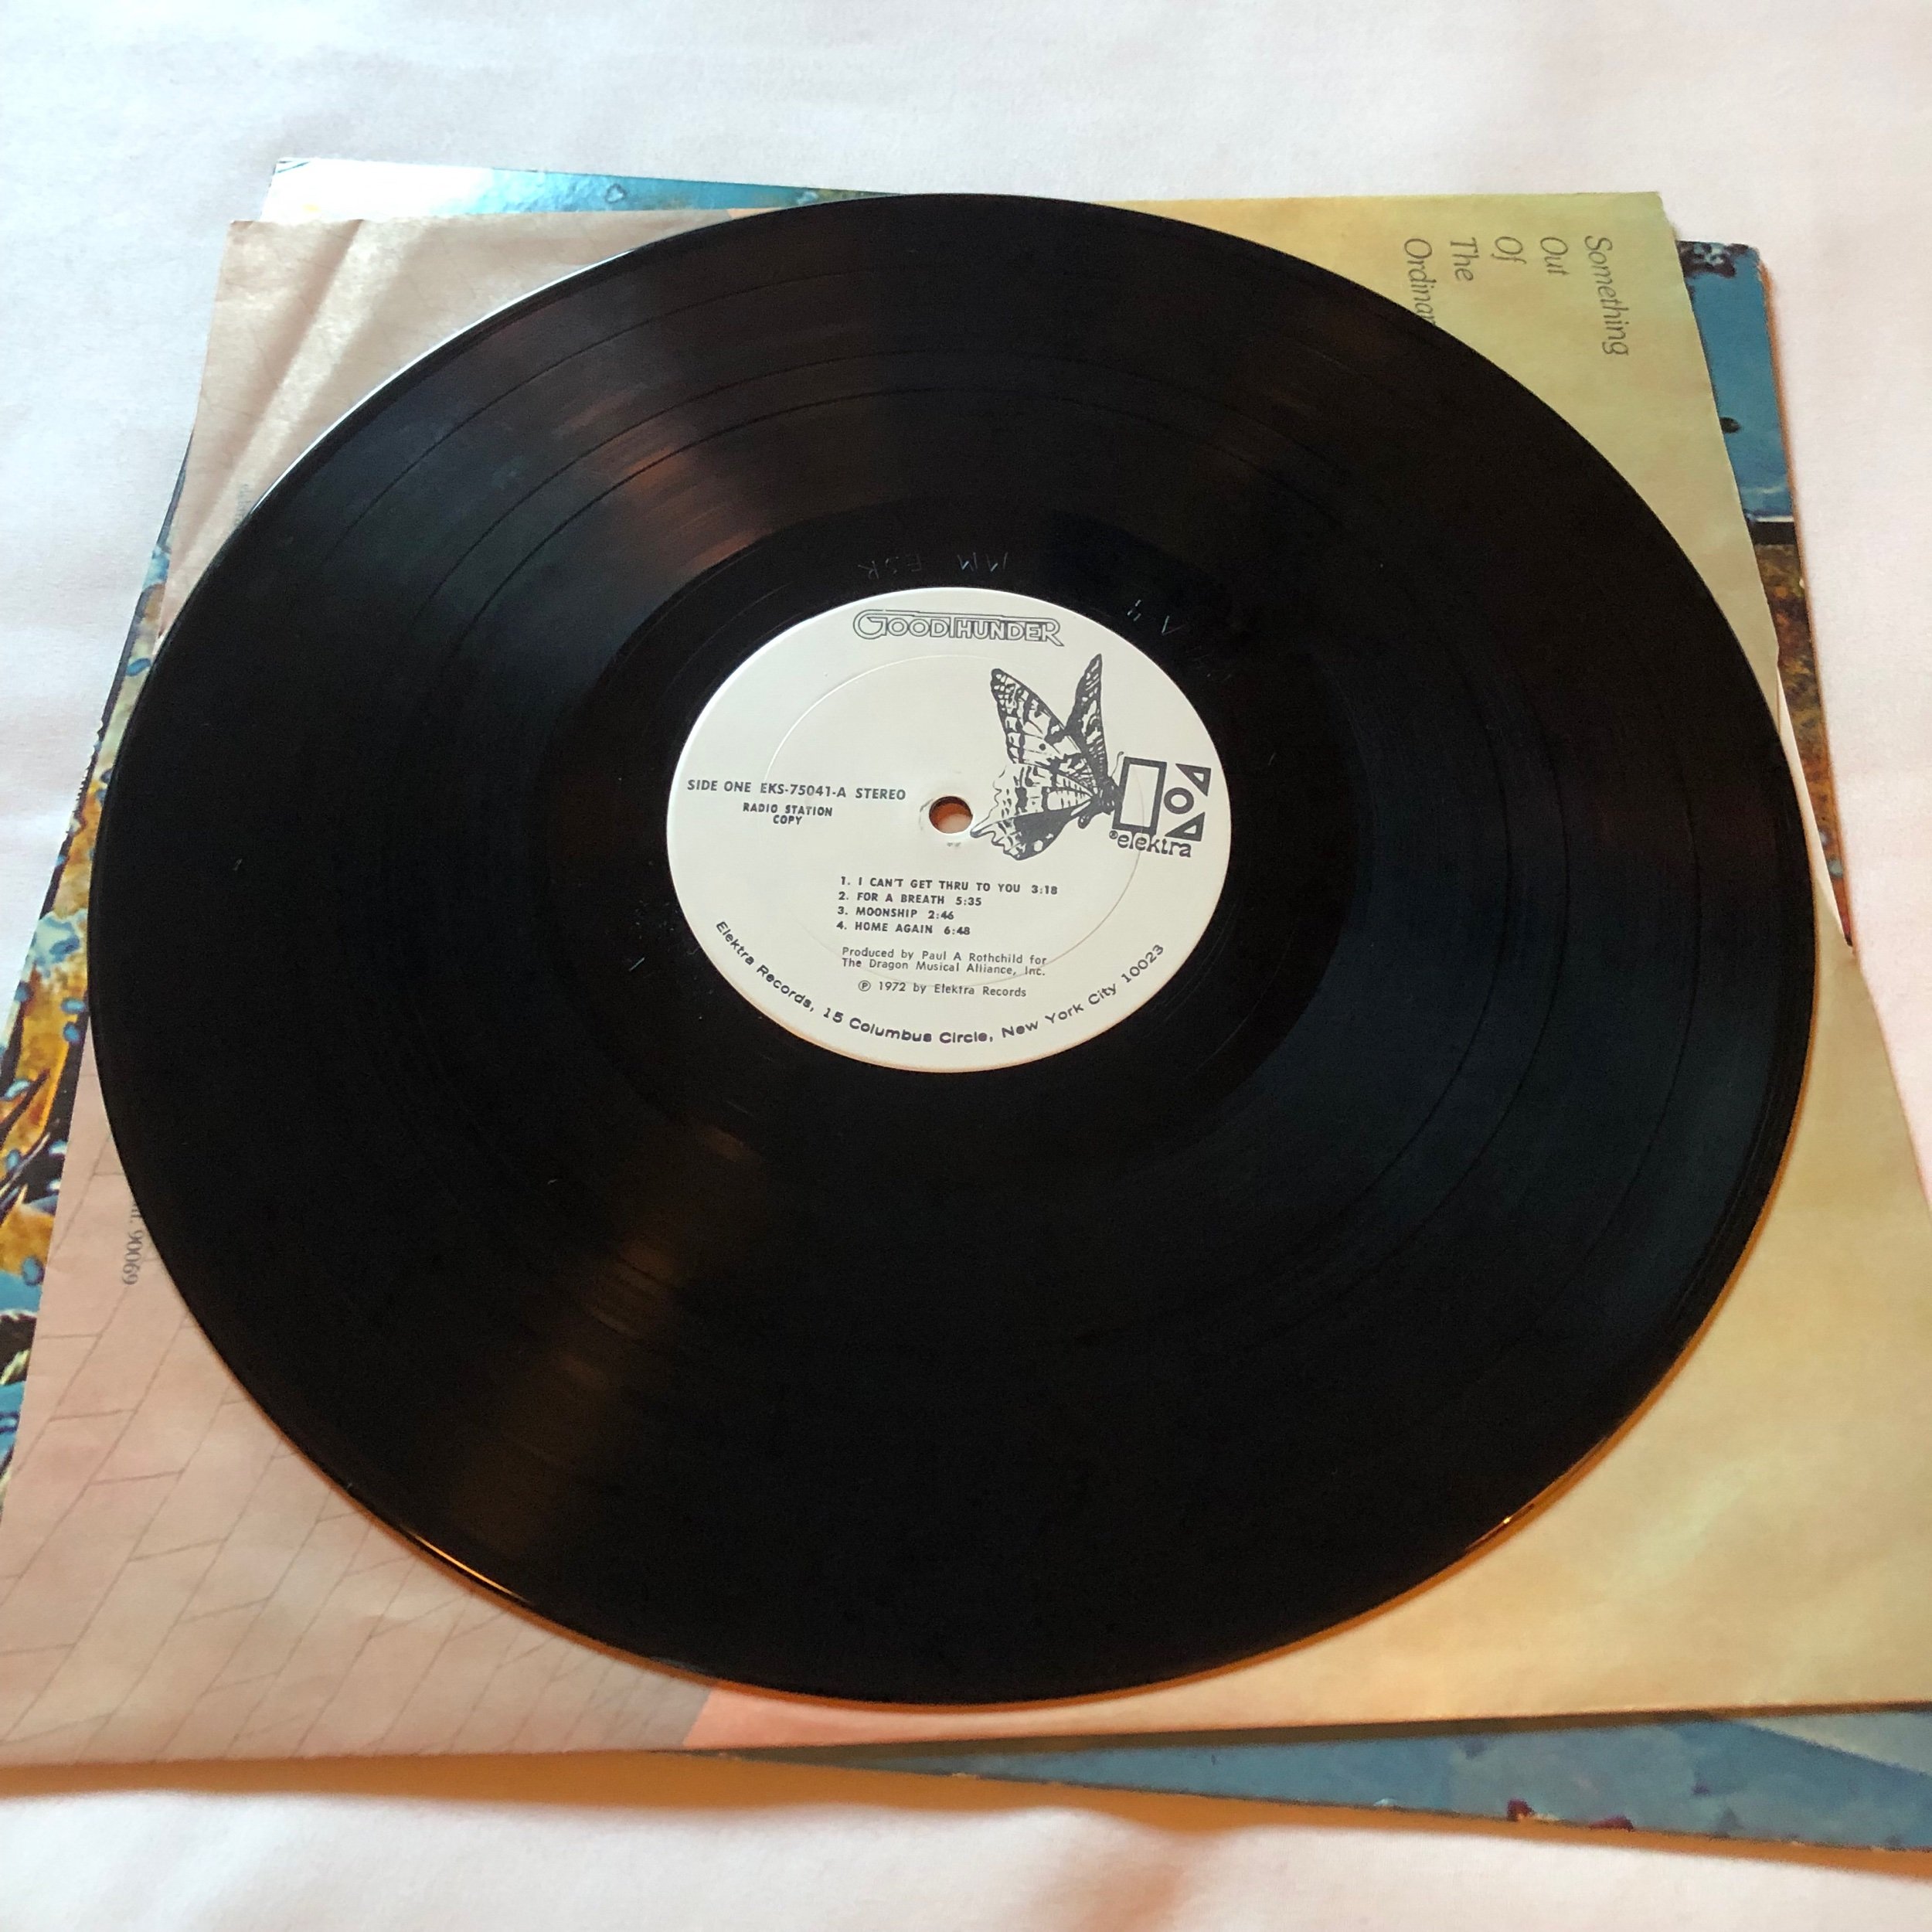 Something
Out
Of
The
GOODTHUNDER
SIDE ONE EKS-75041-A STEREO
RADIO STATION
COPY
elektra
1. I CAN'T GET THRU TO YOU 3:18
2. FOR A BREATH 5:35
3. MOONSHIP 2:46
4. HOME AGAIN 6:48
Produced by Paul A Rothchild for
The Dragon Musical Alliance, Inc.
℗ 1972 by Elektra Records
Elektra Records, 15 Columbus Circle, New York City 10023
90069